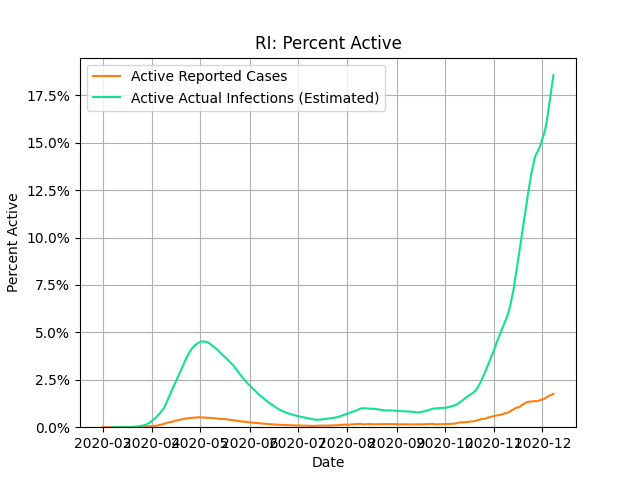 RI: Percent Active
Active Reported Cases
Active Actual Infections (Estimated)
17.5%
15.0%
12.5%
10.0%
7.5%
5.0%
2.5%
0.0%
Percent Active
2020-03 2020-04 2020-05 2020-06 2020-07 2020-08 2020-09 2020-10 2020-11 2020-12
Date